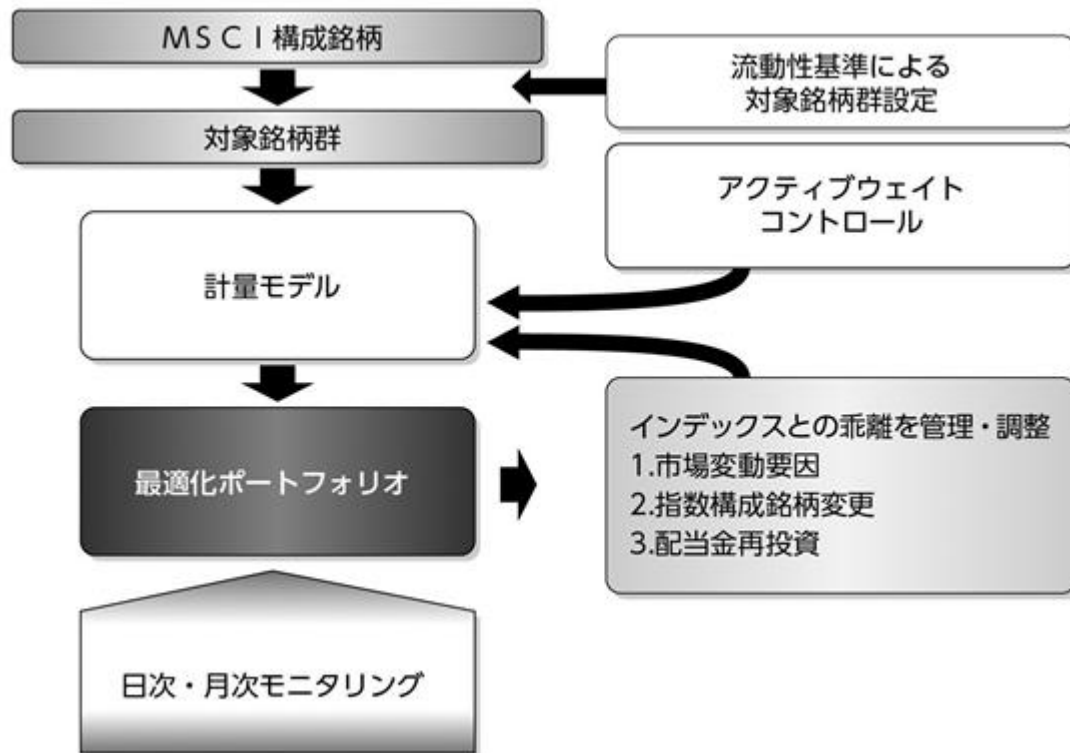 ＭＳＣＩ構成銘柄
流動性基準による
対象銘柄群設定
対象銘柄群
アクティブウェイト
コントロール
計量モデル
インデックスとの乖離を管理・調整
1.市場変動要因
2.指数構成銘柄変更
3.配当金再投資
最適化ポートフォリオ
日次・月次モニタリング